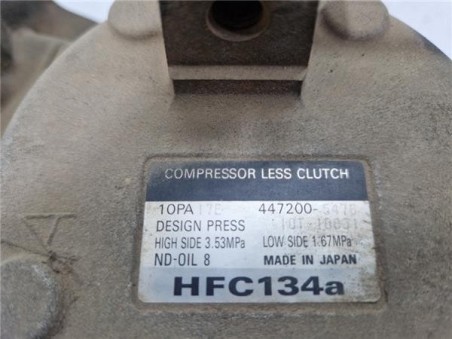 COMPRESSOR LESS CLUTCH
10PA 447200-
DESIGN PRESS
HIGH SIDE 3.53MPa LOW SIDE 1.67MPa
ND-OIL 8 MADE IN JAPAN
HFC134a